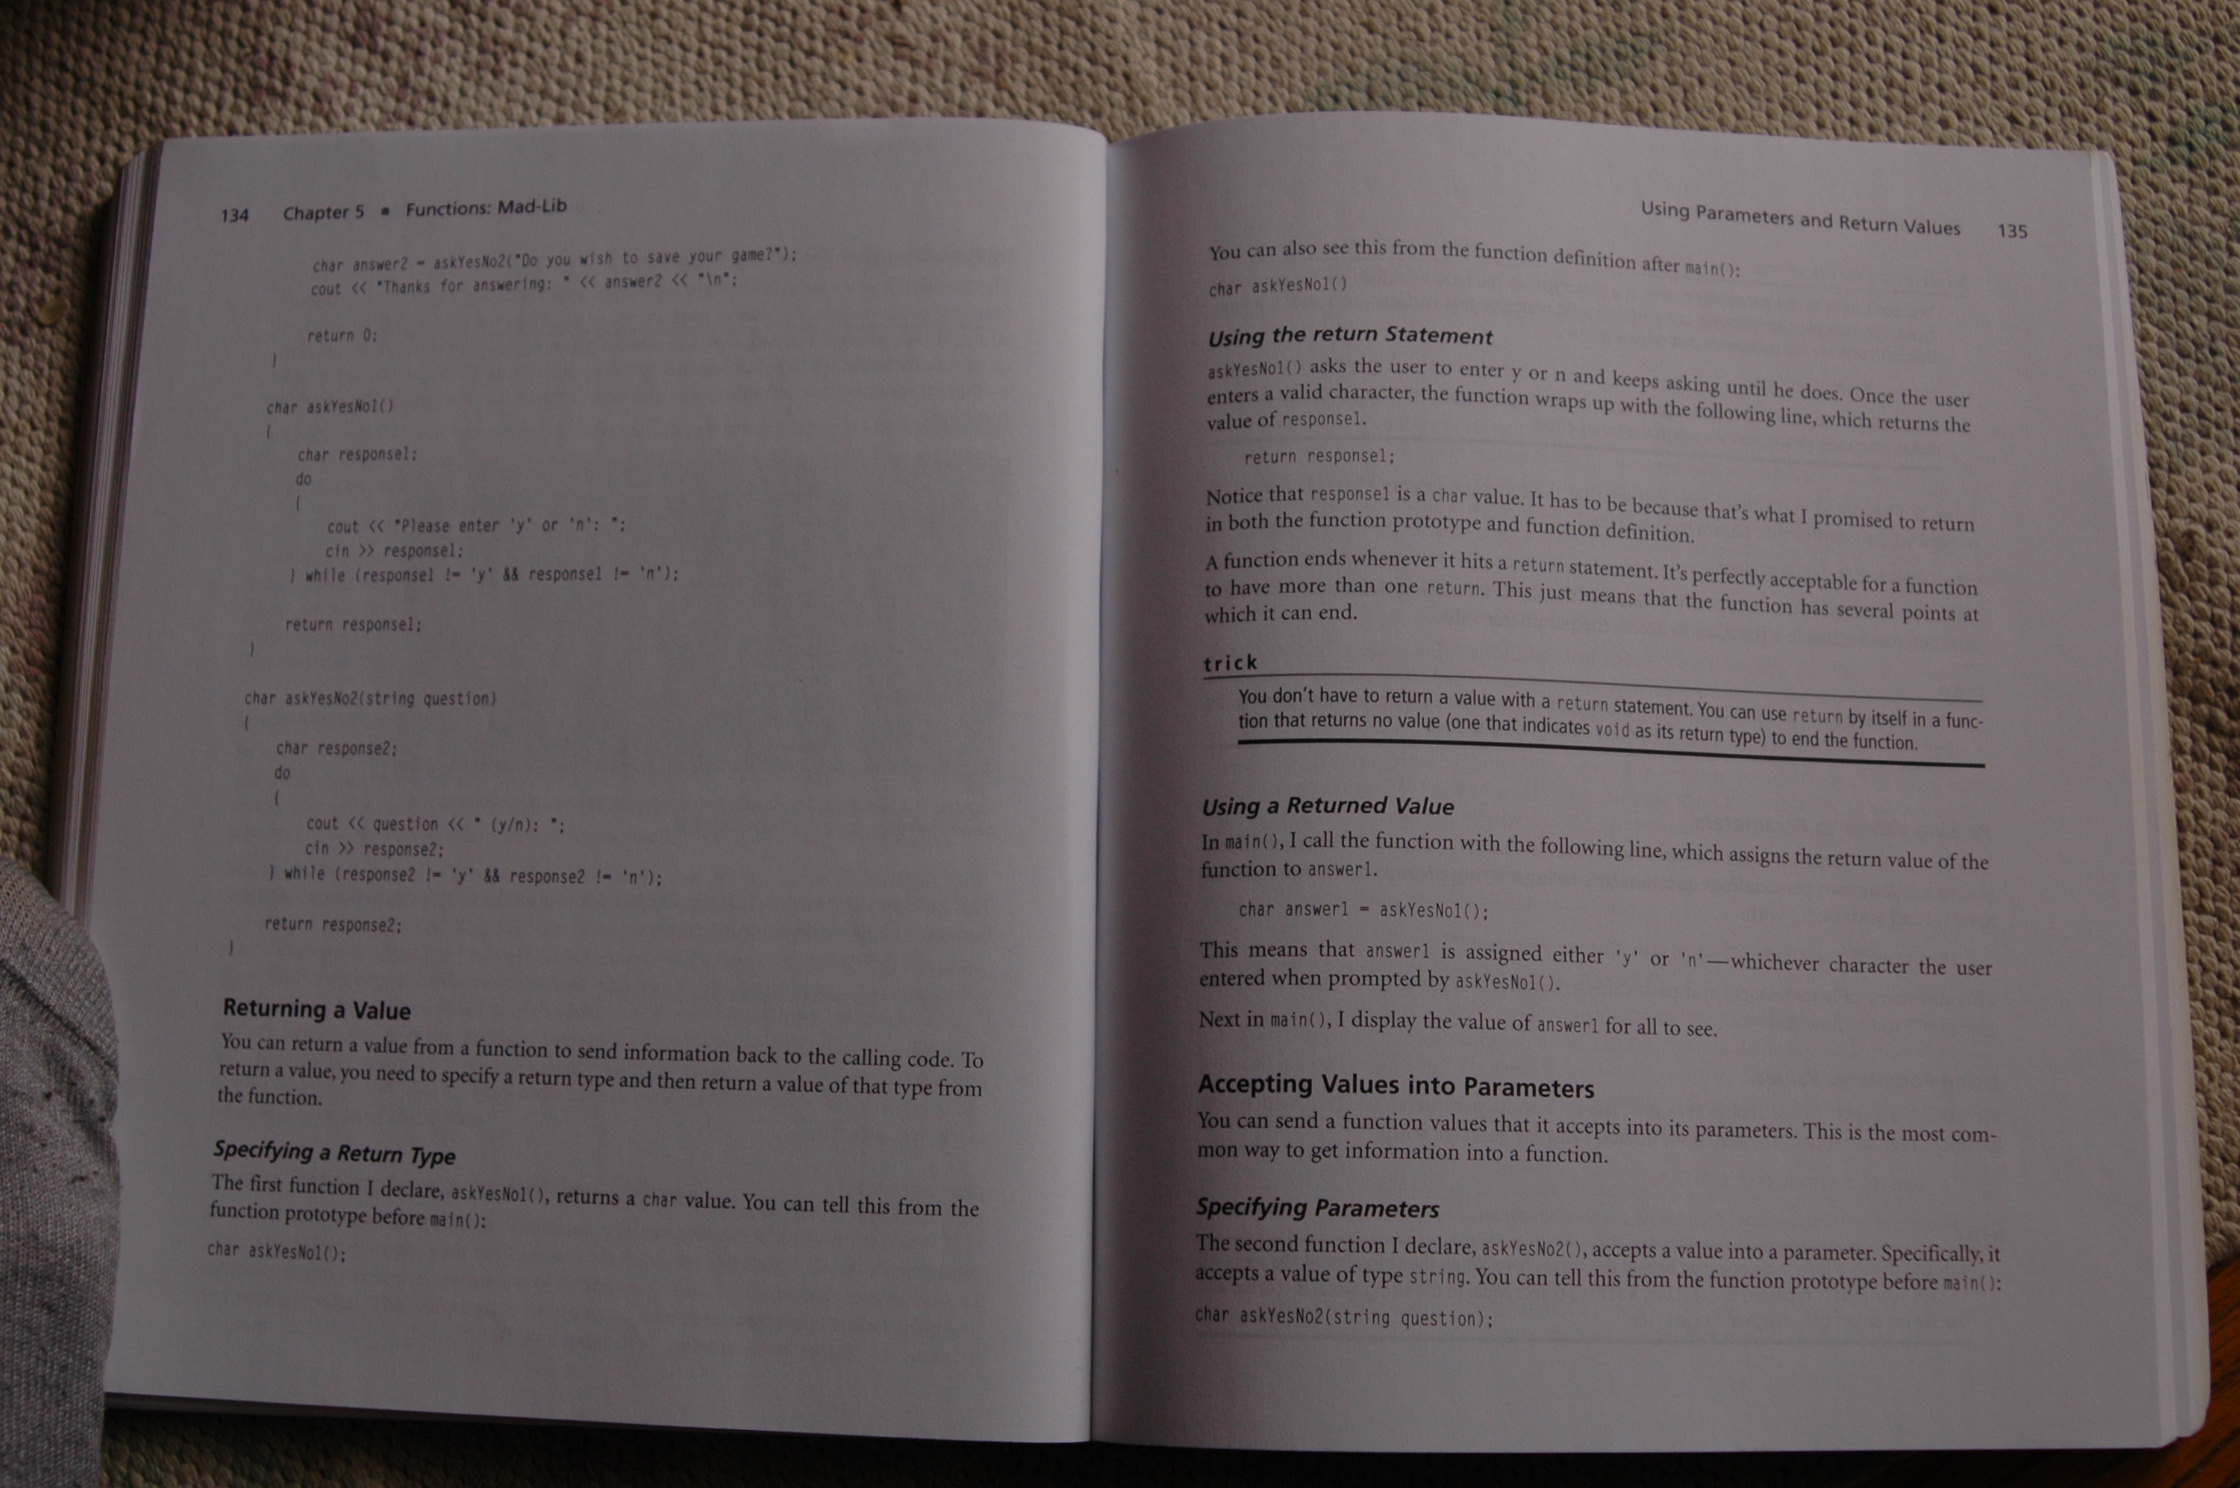 134 Chapter 5 ■ Functions: Mad-Lib
char answer2 = askYesNo2("Do you wish to save your game?");
cout << "Thanks for answering: " << answer2 << "\n";
return 0;
}
char askYesNo1()
{
char response1;
do
{
cout << "Please enter 'y' or 'n': ";
cin >> response1;
} while (response1 != 'y' && response1 != 'n');
return response1;
}
char askYesNo2(string question)
{
char response2;
do
{
cout << question << " (y/n): ";
cin >> response2;
} while (response2 != 'y' && response2 != 'n');
return response2;
}
Returning a Value
You can return a value from a function to send information back to the calling code. To
return a value, you need to specify a return type and then return a value of that type from
the function.
Specifying a Return Type
The first function I declare, askYesNo1(), returns a char value. You can tell this from the
function prototype before main():
char askYesNo1();
Using Parameters and Return Values 135
You can also see this from the function definition after main():
char askYesNo1()
Using the return Statement
askYesNo1() asks the user to enter y or n and keeps asking until he does. Once the user
enters a valid character, the function wraps up with the following line, which returns the
value of response1.
return response1;
Notice that response1 is a char value. It has to be because that's what I promised to return
in both the function prototype and function definition.
A function ends whenever it hits a return statement. It's perfectly acceptable for a function
to have more than one return. This just means that the function has several points at
which it can end.
trick
You don't have to return a value with a return statement. You can use return by itself in a func-
tion that returns no value (one that indicates void as its return type) to end the function.
Using a Returned Value
In main(), I call the function with the following line, which assigns the return value of the
function to answer1.
char answer1 = askYesNo1();
This means that answer1 is assigned either 'y' or 'n'—whichever character the user
entered when prompted by askYesNo1().
Next in main(), I display the value of answer1 for all to see.
Accepting Values into Parameters
You can send a function values that it accepts into its parameters. This is the most com-
mon way to get information into a function.
Specifying Parameters
The second function I declare, askYesNo2(), accepts a value into a parameter. Specifically, it
accepts a value of type string. You can tell this from the function prototype before main():
char askYesNo2(string question);